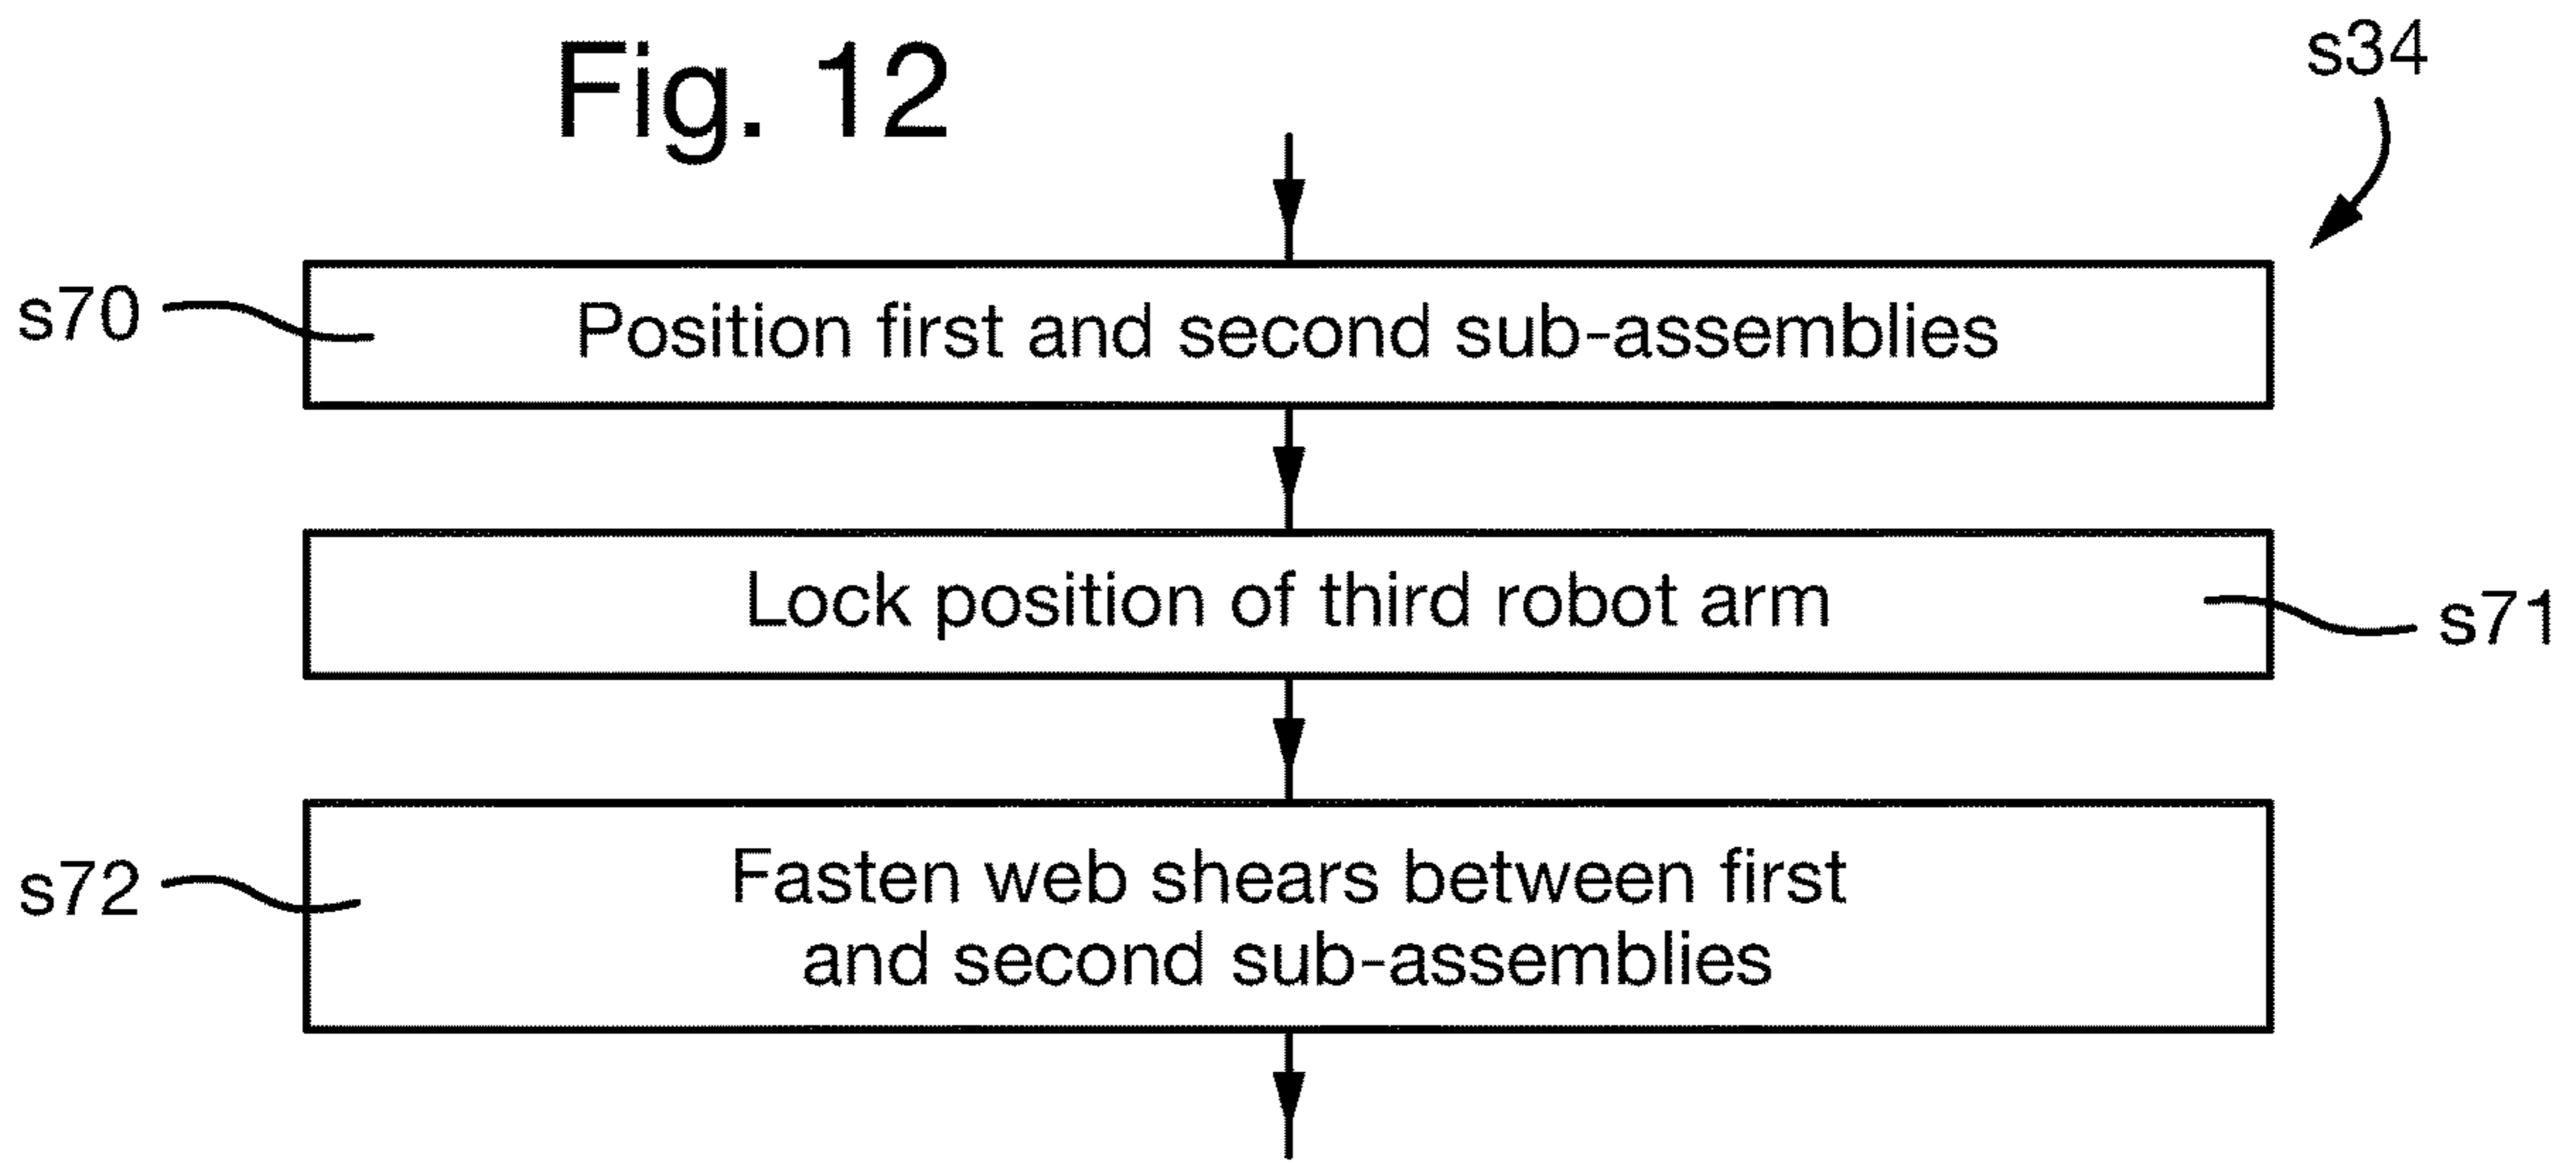 Fig. 12
s34
s70
Position first and second sub-assemblies
Lock position of third robot arm
s71
s72
Fasten web shears between first
and second sub-assemblies